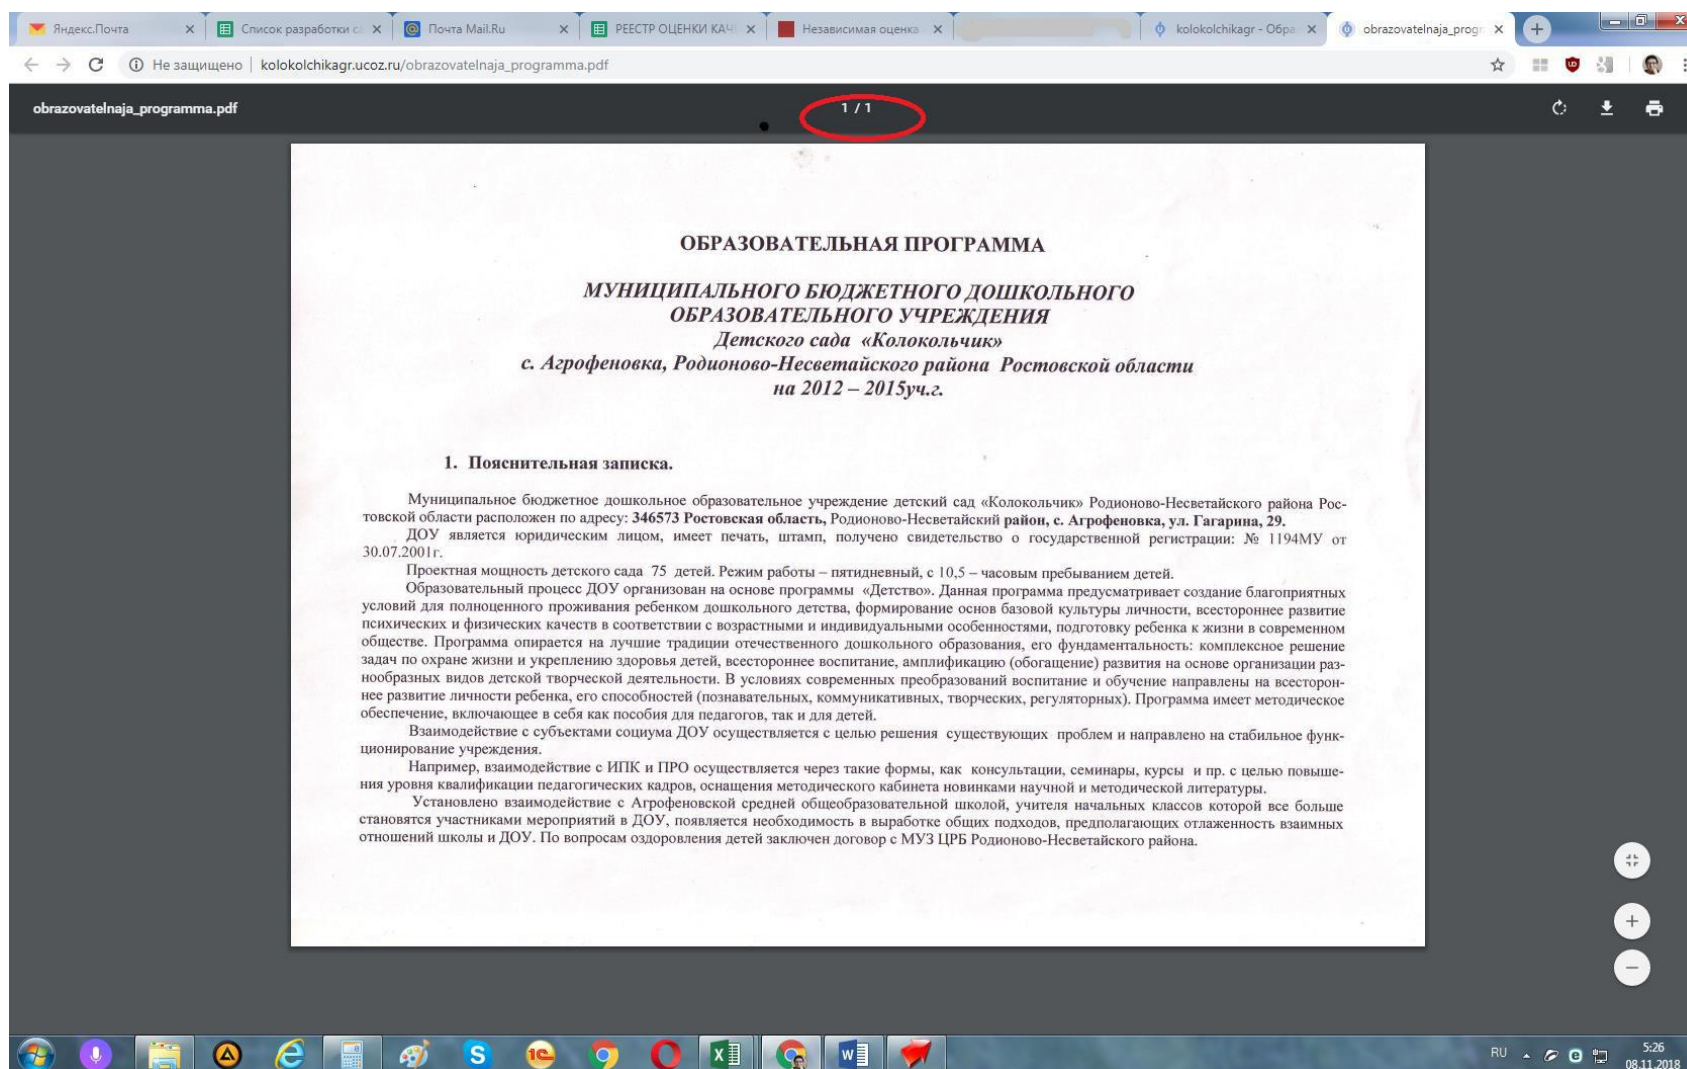 Яндекс.Почта
Список разработки са
Почта Mail.Ru
РЕЕСТР ОЦЕНКИ КАЧ
Независимая оценка
kolokolchikagr - Обра
obrazovatelnaja_progr
Не защищено | kolokolchikagr.ucoz.ru/obrazovatelnaja_programma.pdf
obrazovatelnaja_programma.pdf
1 / 1
ОБРАЗОВАТЕЛЬНАЯ ПРОГРАММА
МУНИЦИПАЛЬНОГО БЮДЖЕТНОГО ДОШКОЛЬНОГО
ОБРАЗОВАТЕЛЬНОГО УЧРЕЖДЕНИЯ
Детского сада «Колокольчик»
с. Агрофеновка, Родионово-Несветайского района Ростовской области
на 2012 – 2015уч.г.
1. Пояснительная записка.
Муниципальное бюджетное дошкольное образовательное учреждение детский сад «Колокольчик» Родионово-Несветайского района Рос-
товской области расположен по адресу: 346573 Ростовская область, Родионово-Несветайский район, с. Агрофеновка, ул. Гагарина, 29.
ДОУ является юридическим лицом, имеет печать, штамп, получено свидетельство о государственной регистрации: № 1194МУ от
30.07.2001г.
Проектная мощность детского сада 75 детей. Режим работы – пятидневный, с 10,5 – часовым пребыванием детей.
Образовательный процесс ДОУ организован на основе программы «Детство». Данная программа предусматривает создание благоприятных
условий для полноценного проживания ребенком дошкольного детства, формирование основ базовой культуры личности, всестороннее развитие
психических и физических качеств в соответствии с возрастными и индивидуальными особенностями, подготовку ребенка к жизни в современном
обществе. Программа опирается на лучшие традиции отечественного дошкольного образования, его фундаментальность: комплексное решение
задач по охране жизни и укреплению здоровья детей, всестороннее воспитание, амплификацию (обогащение) развития на основе организации раз-
нообразных видов детской творческой деятельности. В условиях современных преобразований воспитание и обучение направлены на всесторон-
нее развитие личности ребенка, его способностей (познавательных, коммуникативных, творческих, регуляторных). Программа имеет методическое
обеспечение, включающее в себя как пособия для педагогов, так и для детей.
Взаимодействие с субъектами социума ДОУ осуществляется с целью решения существующих проблем и направлено на стабильное функ-
ционирование учреждения.
Например, взаимодействие с ИПК и ПРО осуществляется через такие формы, как консультации, семинары, курсы и пр. с целью повыше-
ния уровня квалификации педагогических кадров, оснащения методического кабинета новинками научной и методической литературы.
Установлено взаимодействие с Агрофеновской средней общеобразовательной школой, учителя начальных классов которой все больше
становятся участниками мероприятий в ДОУ, появляется необходимость в выработке общих подходов, предполагающих отлаженность взаимных
отношений школы и ДОУ. По вопросам оздоровления детей заключен договор с МУЗ ЦРБ Родионово-Несветайского района.
RU
5:26
08.11.2018